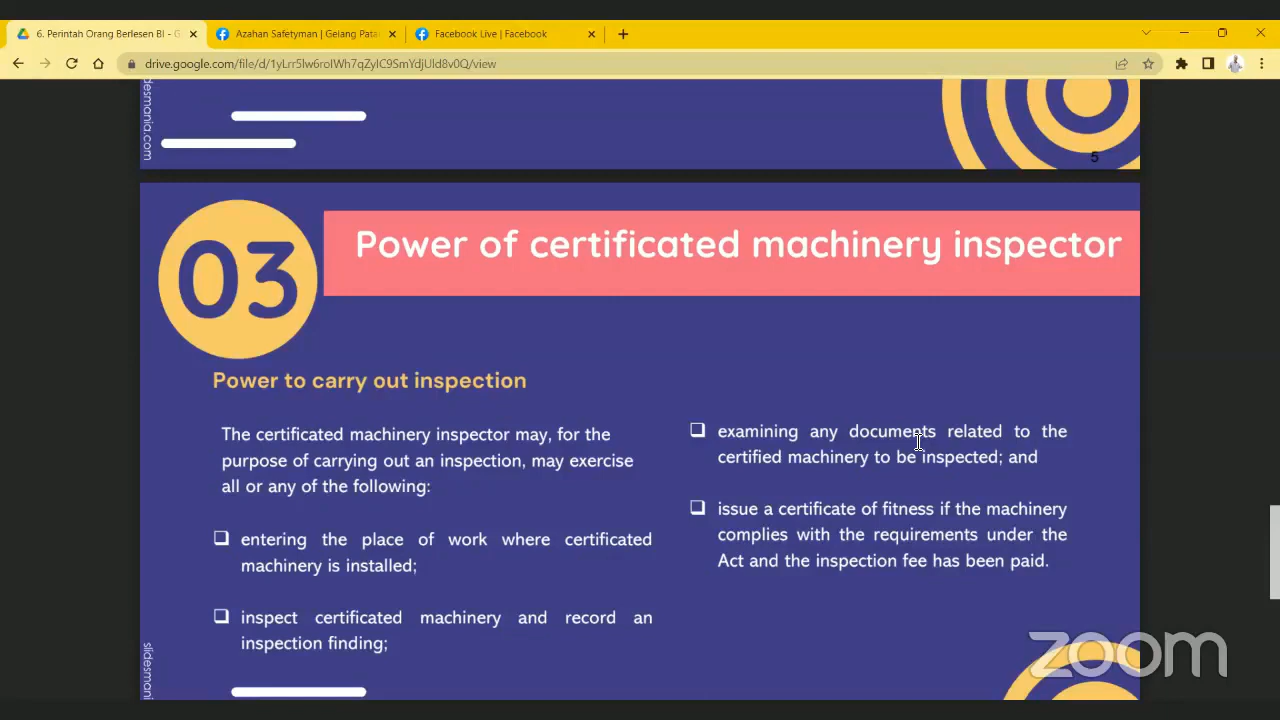 6. Perintah Orang Berlesen BI - G
Azahan Safetyman | Gelang Pata
Facebook Live | Facebook
drive.google.com/file/d/1yLrr5lw6roIWh7qZyIC9SmYdjUld8v0Q/view
desmania.com
5
03
Power of certificated machinery inspector
Power to carry out inspection
The certificated machinery inspector may, for the
purpose of carrying out an inspection, may exercise
all or any of the following:
❑ entering the place of work where certificated
machinery is installed;
❑ inspect certificated machinery and record an
inspection finding;
❑ examining any documents related to the
certified machinery to be inspected; and
❑ issue a certificate of fitness if the machinery
complies with the requirements under the
Act and the inspection fee has been paid.
slidesmani
zoom